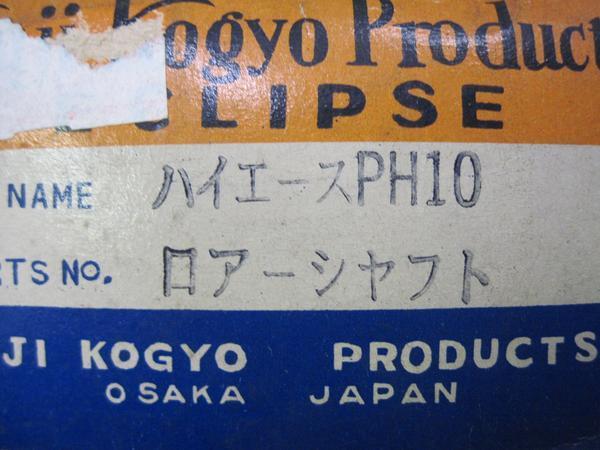 Kogyo Product
CLIPSE
NAME ハイエースPH10
RTS NO. ロアーシャフト
JI KOGYO PRODUCTS
OSAKA JAPAN